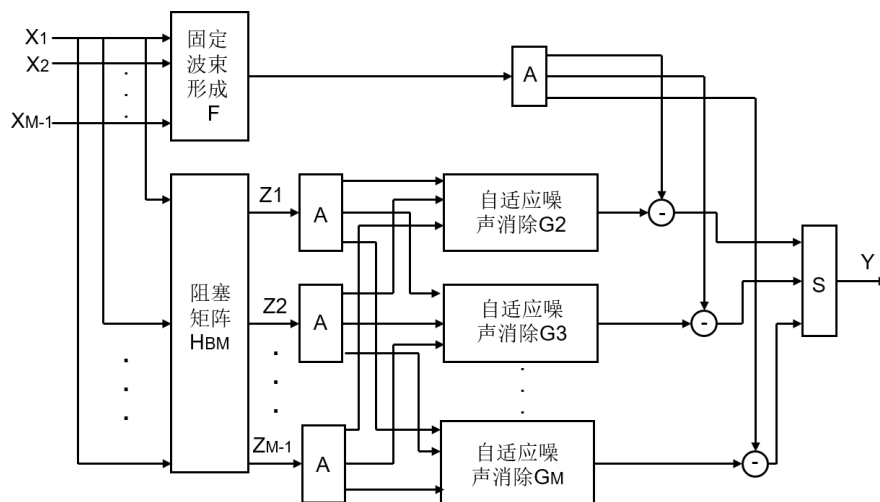 X1
X2
XM-1
固定
波束
形成
F
A
Z1
A
自适应噪
声消除G2
-
Y
S
阻塞
矩阵
HBM
Z2
A
自适应噪
声消除G3
-
ZM-1
A
自适应噪
声消除GM
-